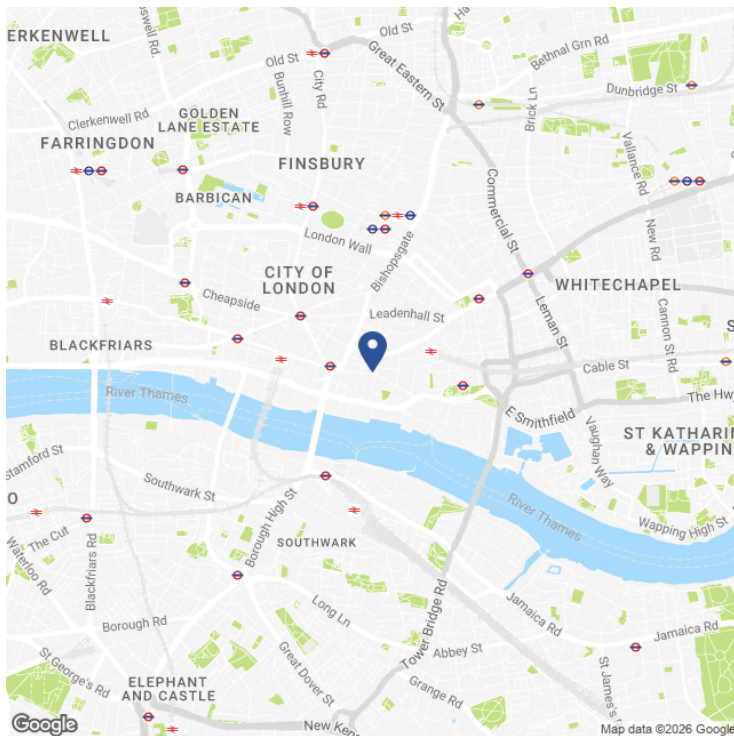 ERKENWELL
Old St
Great Eastern St
Bethnal Grn Rd
Old St
City Rd
Bunhill Row
Dunbridge St
Brick Ln
Clerkenwell Rd
GOLDEN
LANE ESTATE
FARRINGDON
FINSBURY
Vallance Rd
BARBICAN
Commercial St
London Wall
Bishopsgate
New Rd
CITY OF
LONDON
Cheapside
WHITECHAPEL
Leadenhall St
Leman St
Cannon St Rd
S
BLACKFRIARS
Cable St
River Thames
The Hwy
E Smithfield
Vaughan Way
ST KATHARIN
& WAPPIN
Stamford St
Southwark St
O
Borough High St
River Thames
Wapping High St
The Cut
SOUTHWARK
Waterloo Rd
Blackfriars Rd
Tower Bridge Rd
Long Ln
Jamaica Rd
Borough Rd
Jamaica Rd
Abbey St
St George's Rd
Great Dover St
St James's
ELEPHANT
AND CASTLE
Grange Rd
New Ken
Google
Map data ©2026 Google